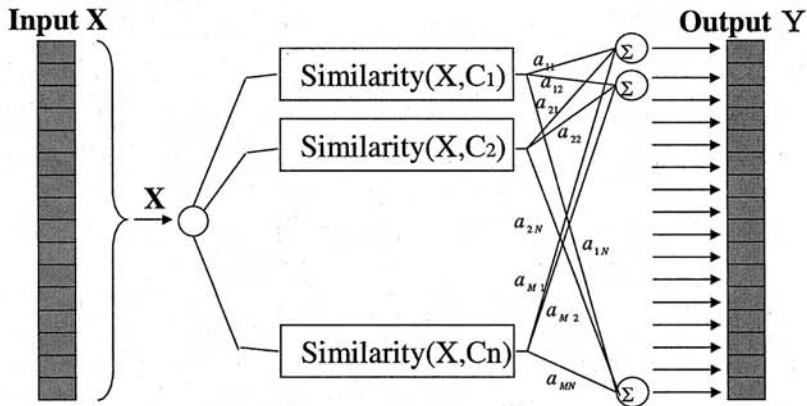 Input X
Output Y
Similarity(X,C1)
Similarity(X,C2)
X
Similarity(X,Cn)
a11
a12
a21
a22
a2N
a1N
aM1
aM2
aMN
Σ
Σ
Σ